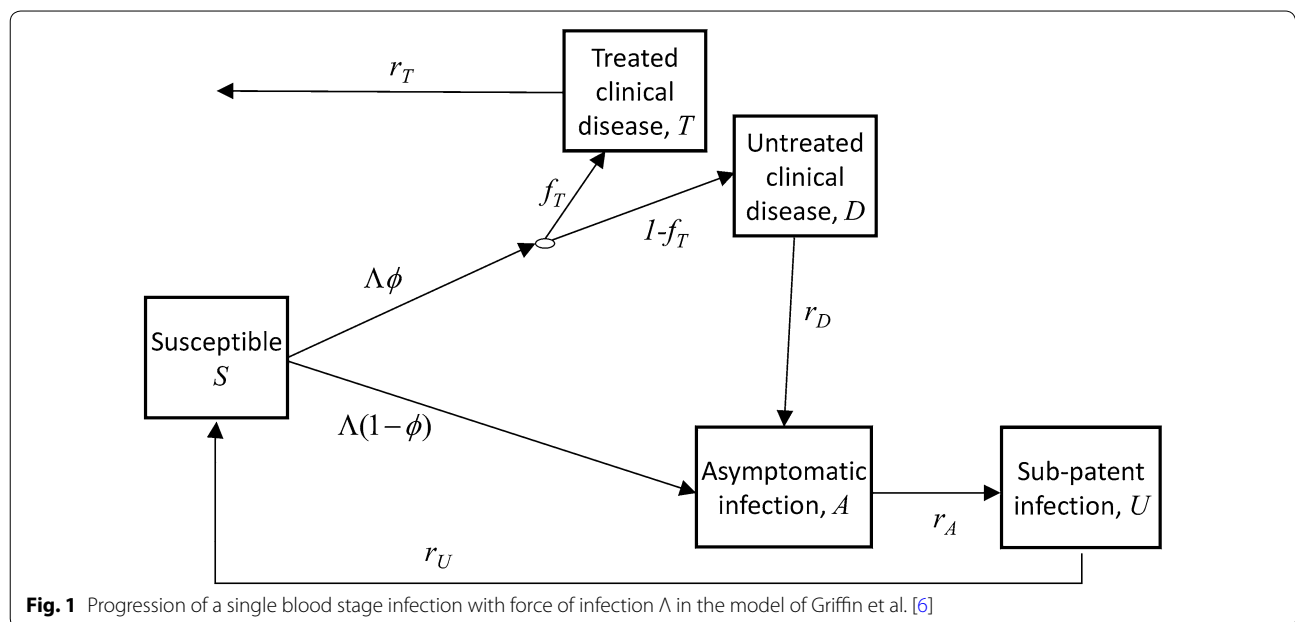 Treated
clinical
disease, T
r_T
Untreated
clinical
disease, D
f_T
1-f_T
Λϕ
r_D
Susceptible
S
Λ(1−ϕ)
Asymptomatic
infection, A
Sub-patent
infection, U
r_A
r_U
Fig. 1 Progression of a single blood stage infection with force of infection Λ in the model of Griffin et al. [6]